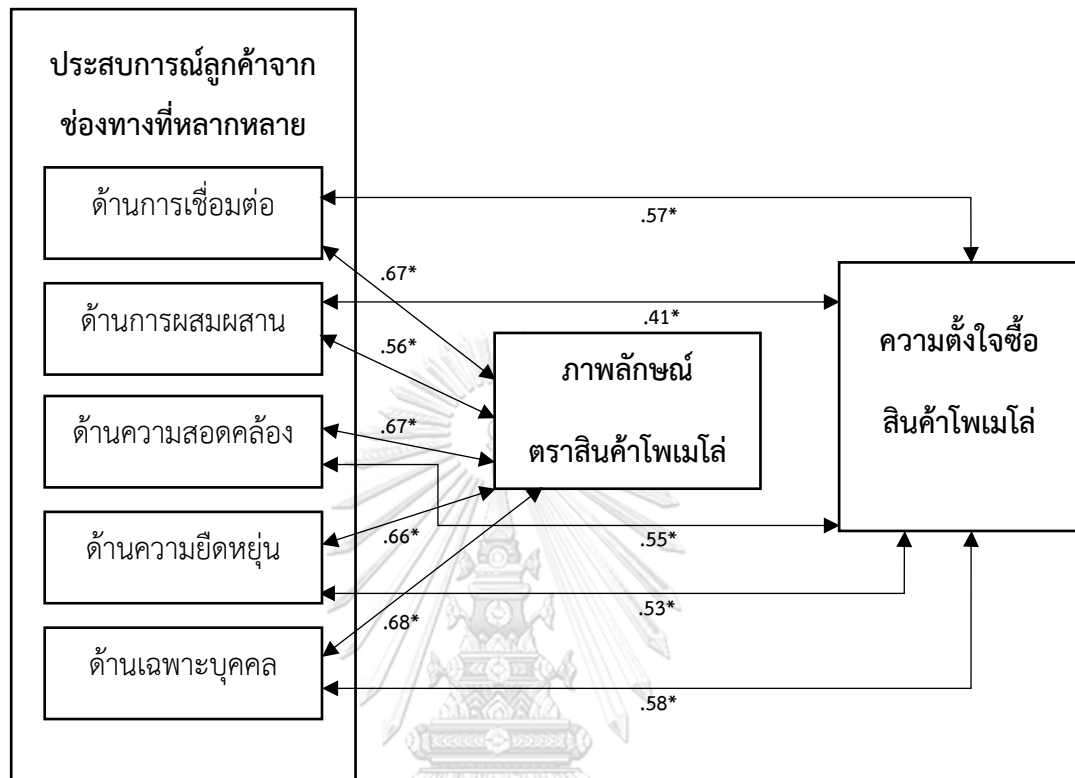 ประสบการณ์ลูกค้าจาก
ช่องทางที่หลากหลาย
ด้านการเชื่อมต่อ
.57*
.67*
ด้านการผสมผสาน
.41*
.56*
ความตั้งใจซื้อ
สินค้าโพเมโล่
ภาพลักษณ์
ตราสินค้าโพเมโล่
ด้านความสอดคล้อง
.67*
ด้านความยืดหยุ่น
.66*
.55*
.53*
.68*
ด้านเฉพาะบุคคล
.58*